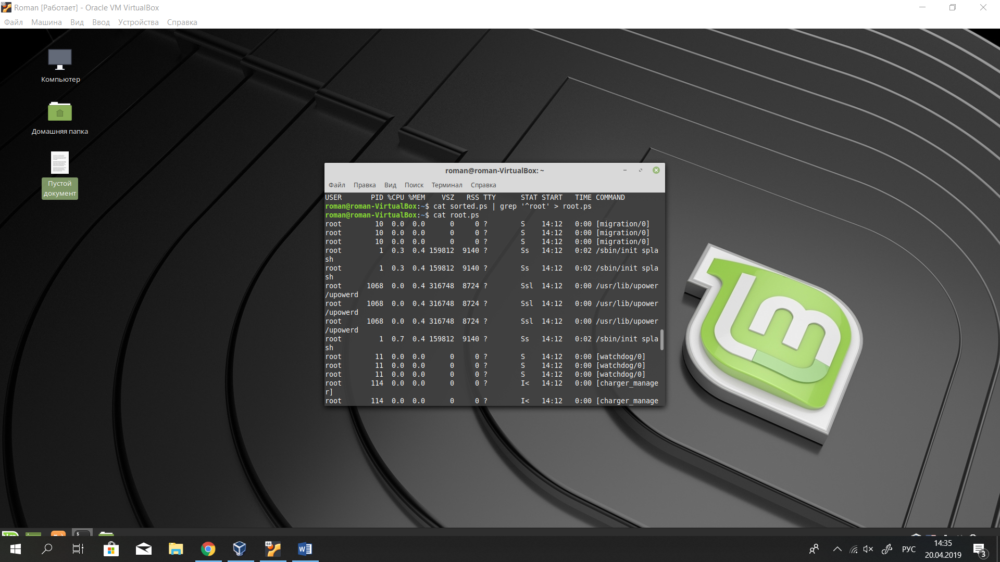 Roman [Работает] - Oracle VM VirtualBox
Файл Машина Вид Ввод Устройства Справка
Компьютер
Домашняя папка
Пустой
документ
roman@roman-VirtualBox: ~
Файл Правка Вид Поиск Терминал Справка
USER       PID %CPU %MEM    VSZ   RSS TTY      STAT START   TIME COMMAND
roman@roman-VirtualBox:~$ cat sorted.ps | grep '^root' > root.ps
roman@roman-VirtualBox:~$ cat root.ps
root        10  0.0  0.0      0     0 ?        S    14:12   0:00 [migration/0]
root        10  0.0  0.0      0     0 ?        S    14:12   0:00 [migration/0]
root        10  0.0  0.0      0     0 ?        S    14:12   0:00 [migration/0]
root         1  0.3  0.4 159812  9140 ?        Ss   14:12   0:02 /sbin/init spla
sh
root         1  0.3  0.4 159812  9140 ?        Ss   14:12   0:02 /sbin/init spla
sh
root      1068  0.0  0.4 316748  8724 ?        Ssl  14:12   0:00 /usr/lib/upower
/upowerd
root      1068  0.0  0.4 316748  8724 ?        Ssl  14:12   0:00 /usr/lib/upower
/upowerd
root      1068  0.0  0.4 316748  8724 ?        Ssl  14:12   0:00 /usr/lib/upower
/upowerd
root         1  0.7  0.4 159812  9140 ?        Ss   14:12   0:02 /sbin/init spla
sh
root        11  0.0  0.0      0     0 ?        S    14:12   0:00 [watchdog/0]
root        11  0.0  0.0      0     0 ?        S    14:12   0:00 [watchdog/0]
root        11  0.0  0.0      0     0 ?        S    14:12   0:00 [watchdog/0]
root       114  0.0  0.0      0     0 ?        I<   14:12   0:00 [charger_manage
r]
root       114  0.0  0.0      0     0 ?        I<   14:12   0:00 [charger_manage
64
W
РУС
14:35
20.04.2019
3